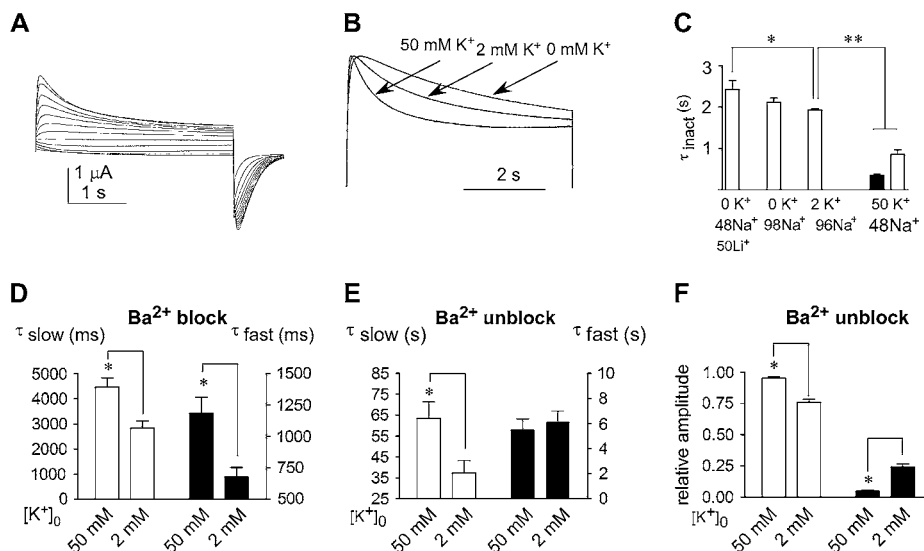 A
1 µA
1 s
B
50 mM K⁺
2 mM K⁺
0 mM K⁺
2 s
C
*
**
τ inact (s)
3
2
1
0 K⁺
0 K⁺
2 K⁺
50 K⁺
48Na⁺
98Na⁺
96Na⁺
48Na⁺
50Li⁺
D
Ba²⁺ block
τ slow (ms)
τ fast (ms)
5000
4000
3000
2000
1000
0
1500
1250
1000
750
500
*
*
[K⁺]₀
50 mM
2 mM
50 mM
2 mM
E
Ba²⁺ unblock
τ slow (s)
τ fast (s)
85
75
65
55
45
35
25
10
8
6
4
2
0
*
[K⁺]₀
50 mM
2 mM
50 mM
2 mM
F
Ba²⁺ unblock
relative amplitude
1.00
0.75
0.50
0.25
0.00
*
*
[K⁺]₀
50 mM
2 mM
50 mM
2 mM